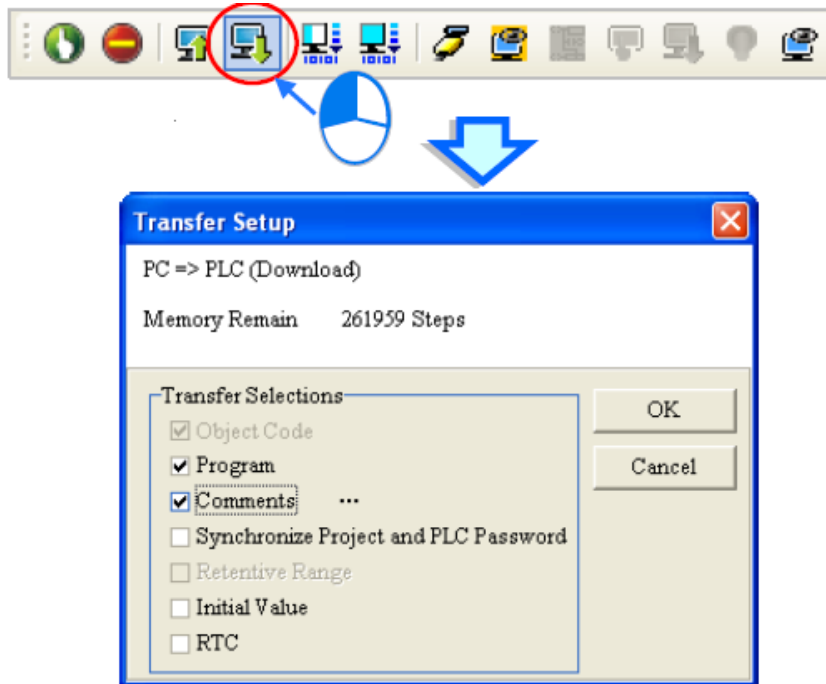 Transfer Setup
PC => PLC (Download)
Memory Remain 261959 Steps
Transfer Selections
Object Code
Program
Comments ...
Synchronize Project and PLC Password
Retentive Range
Initial Value
RTC
OK
Cancel